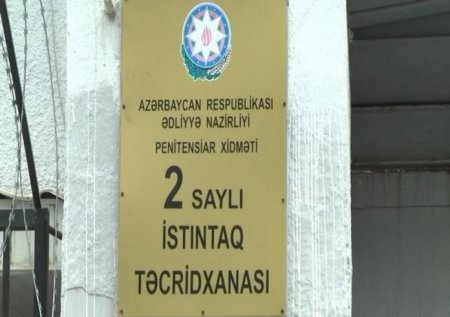 AZƏRBAYCAN RESPUBLİKASI
ƏDLİYYƏ NAZİRLİYİ
PENİTENSİAR XİDMƏTİ
2 SAYLI
İSTİNTAQ
TƏCRİDXANASI